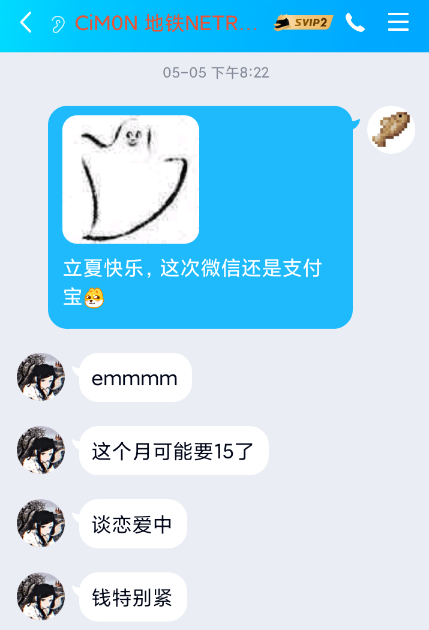 CiMON 地铁NETR...
SVIP2
05-05 下午8:22
立夏快乐，这次微信还是支付
宝
emmmm
这个月可能要15了
谈恋爱中
钱特别紧